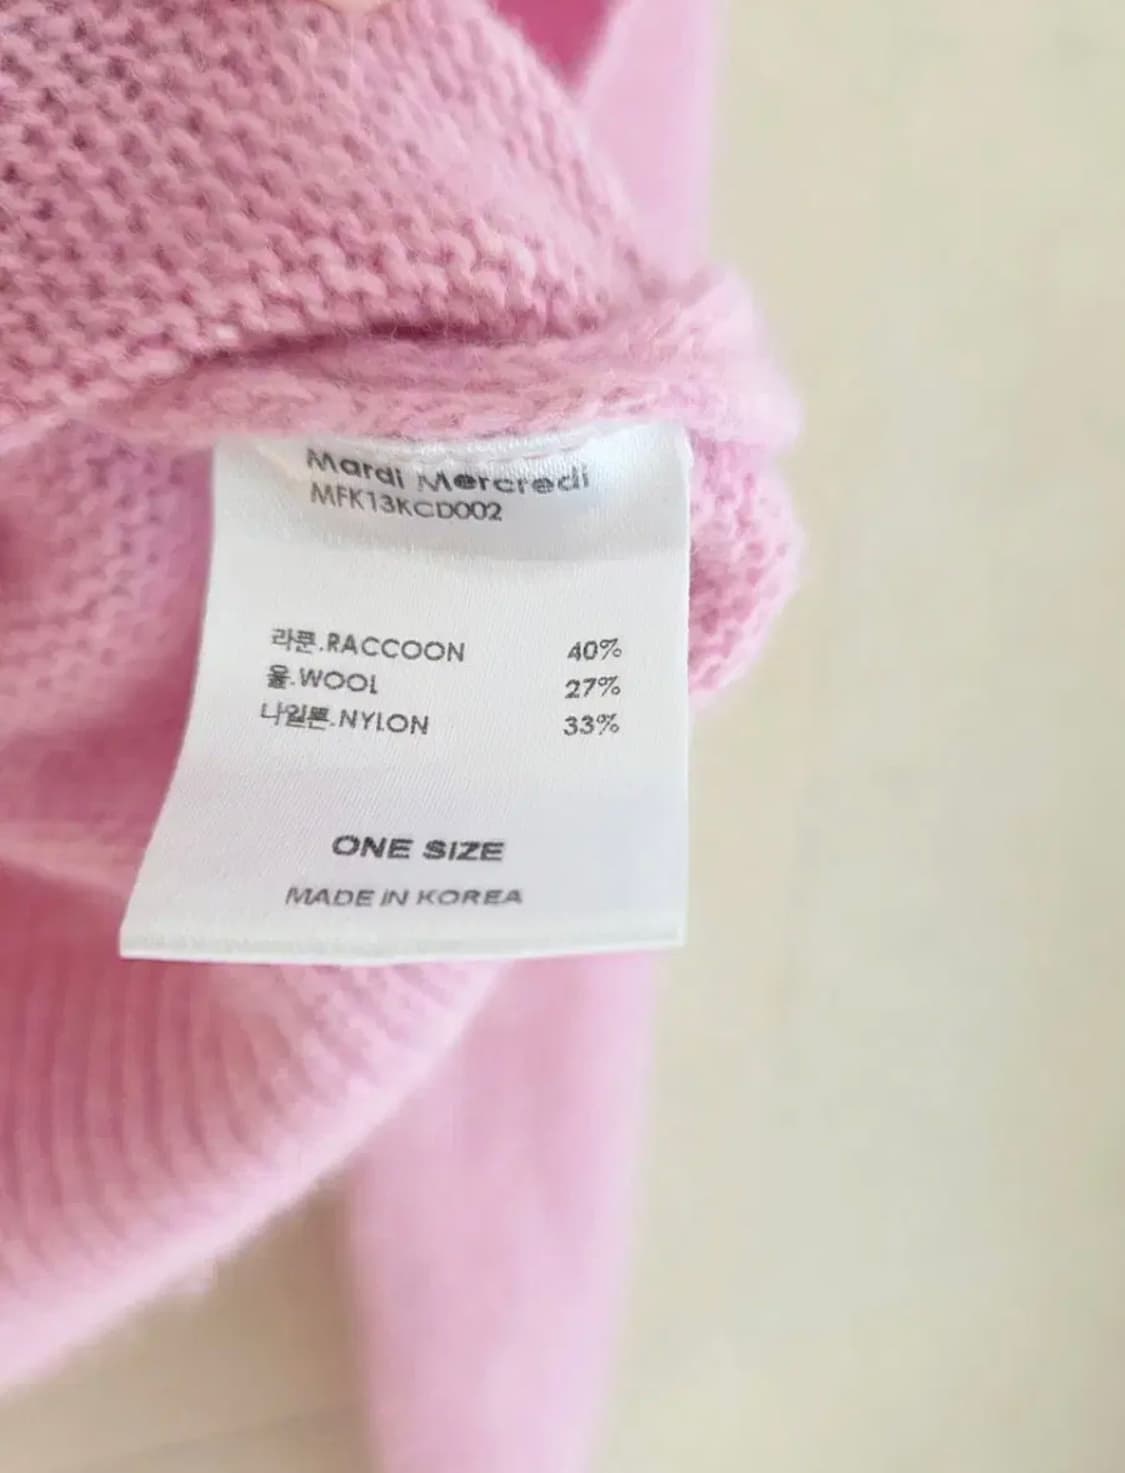 Mardi Mercredi
MFK13KCD002
라쿤.RACCOON 40%
울.WOOL 27%
나일론.NYLON 33%
ONE SIZE
MADE IN KOREA